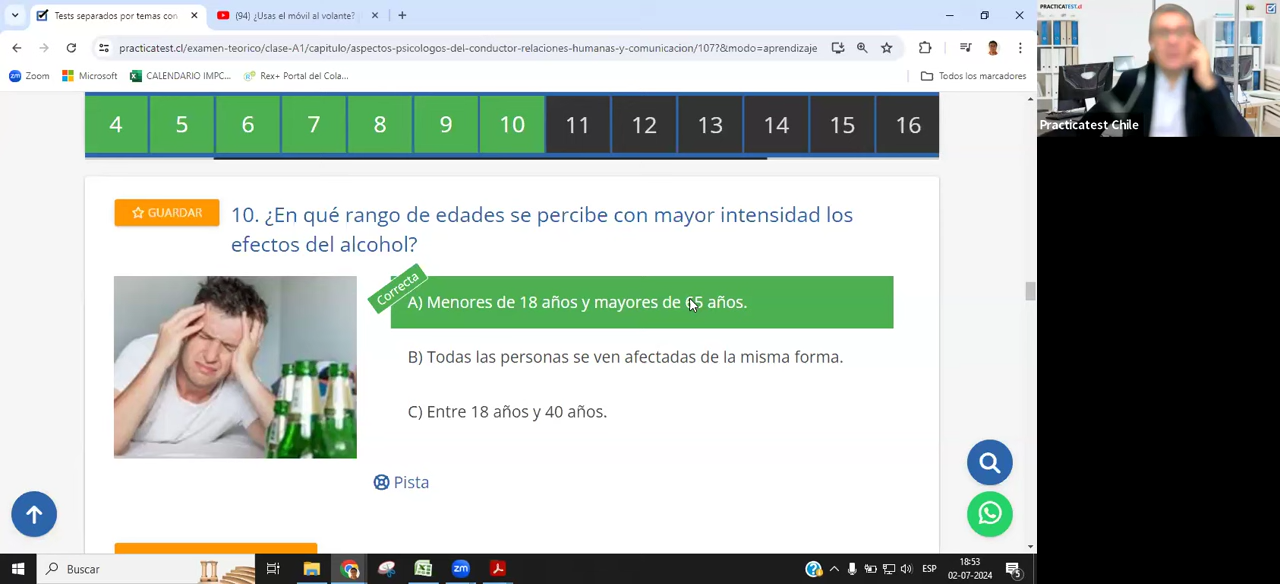 Tests separados por temas con
(94) ¿Usas el móvil al volante?
practicatest.cl/examen-teorico/clase-A1/capitulo/aspectos-psicologos-del-conductor-relaciones-humanas-y-comunicacion/107?&modo=aprendizaje
Zoom
Microsoft
CALENDARIO IMPC...
Rex+ Portal del Cola...
Todos los marcadores
PRACTICATEST.cl
Practicatest Chile
4 5 6 7 8 9 10 11 12 13 14 15 16
GUARDAR
10. ¿En qué rango de edades se percibe con mayor intensidad los
efectos del alcohol?
Correcta
A) Menores de 18 años y mayores de 65 años.
B) Todas las personas se ven afectadas de la misma forma.
C) Entre 18 años y 40 años.
Pista
Buscar
ESP
18:53
02-07-2024
5